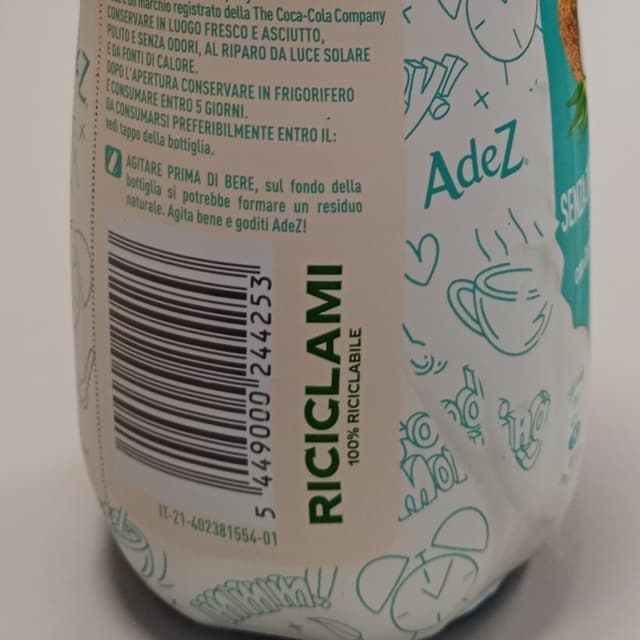 marchio registrato della The Coca-Cola Company
CONSERVARE IN LUOGO FRESCO E ASCIUTTO,
PULITO E SENZA ODORI, AL RIPARO DA LUCE SOLARE
E DA FONTI DI CALORE.
DOPO L'APERTURA CONSERVARE IN FRIGORIFERO
E CONSUMARE ENTRO 5 GIORNI.
DA CONSUMARSI PREFERIBILMENTE ENTRO IL:
vedi tappo della bottiglia.
AGITARE PRIMA DI BERE, sul fondo della
bottiglia si potrebbe formare un residuo
naturale. Agita bene e goditi AdeZ!
5 449000 244253
RICICLAMI
100% RICICLABILE
IT-21-402381554-01
AdeZ
SENZA